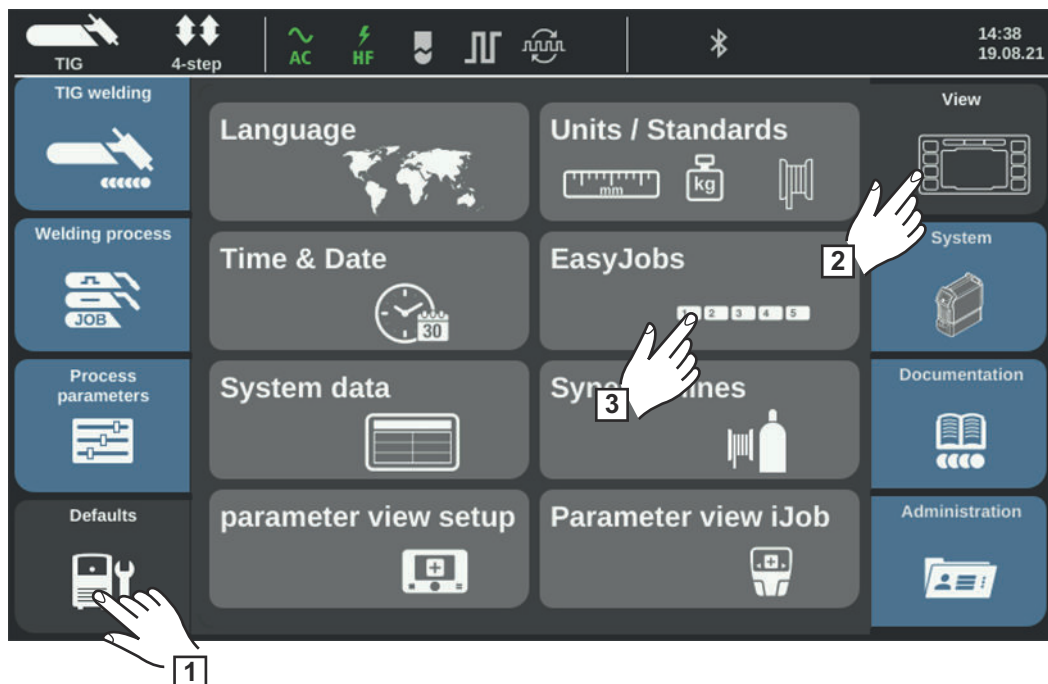 TIG
4-step
AC
HF
14:38
19.08.21
TIG welding
Welding process
JOB
Process
parameters
Defaults
Language
Units / Standards
mm
kg
Time & Date
30
EasyJobs
1 2 3 4 5
System data
parameter view setup
Parameter view iJob
View
System
Documentation
Administration
1
2
3